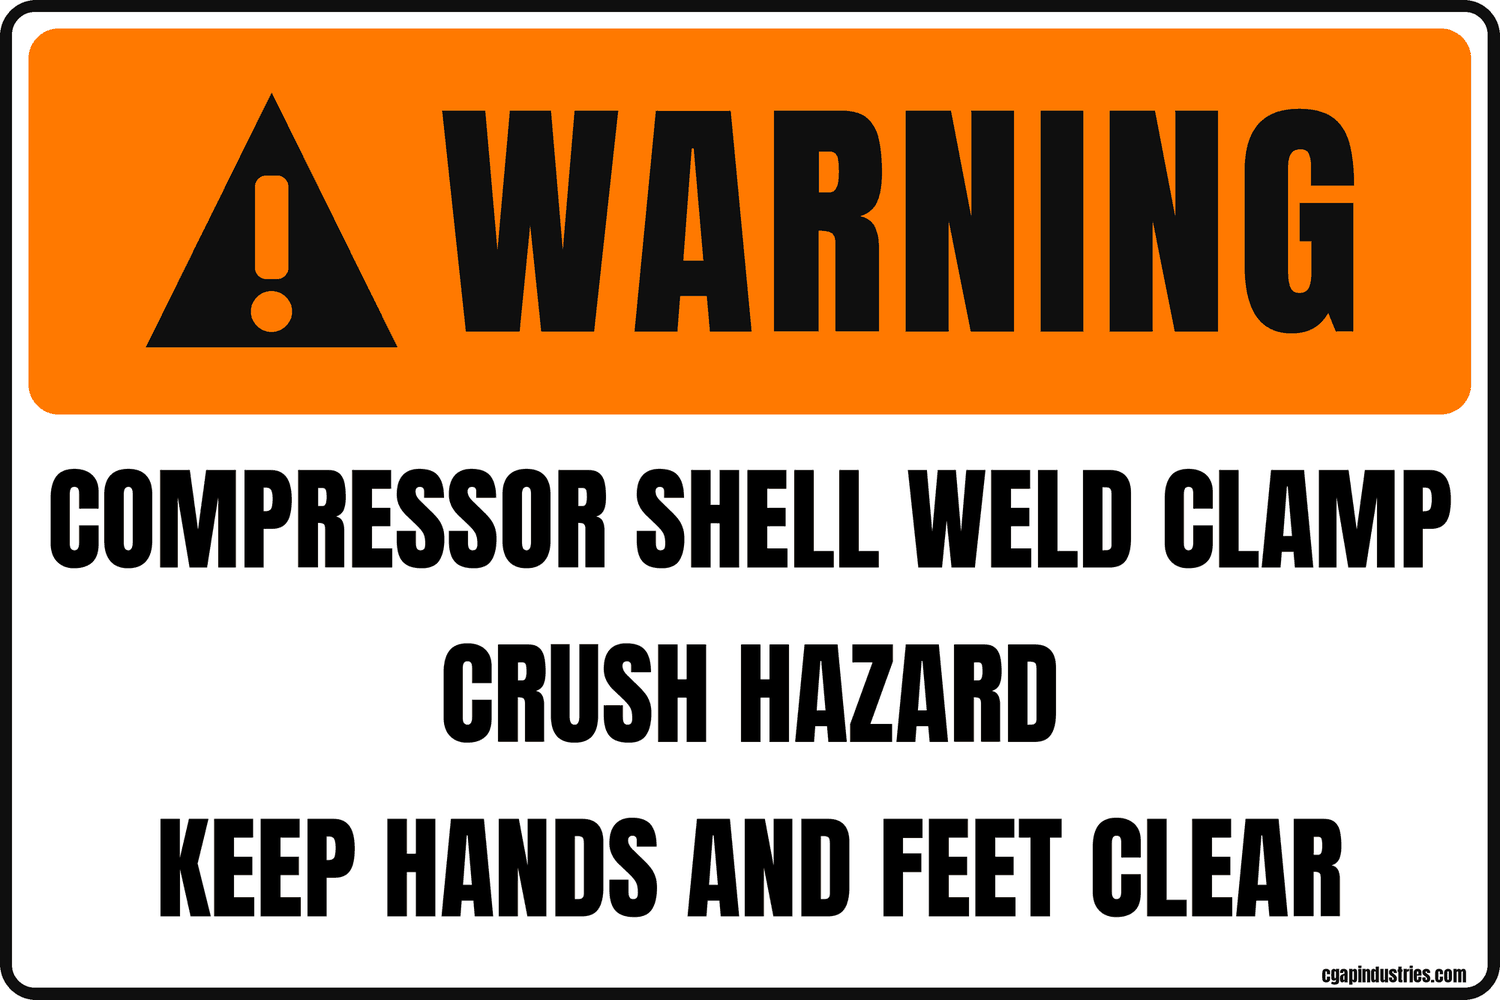 WARNING
COMPRESSOR SHELL WELD CLAMP
CRUSH HAZARD
KEEP HANDS AND FEET CLEAR
cgapindustries.com